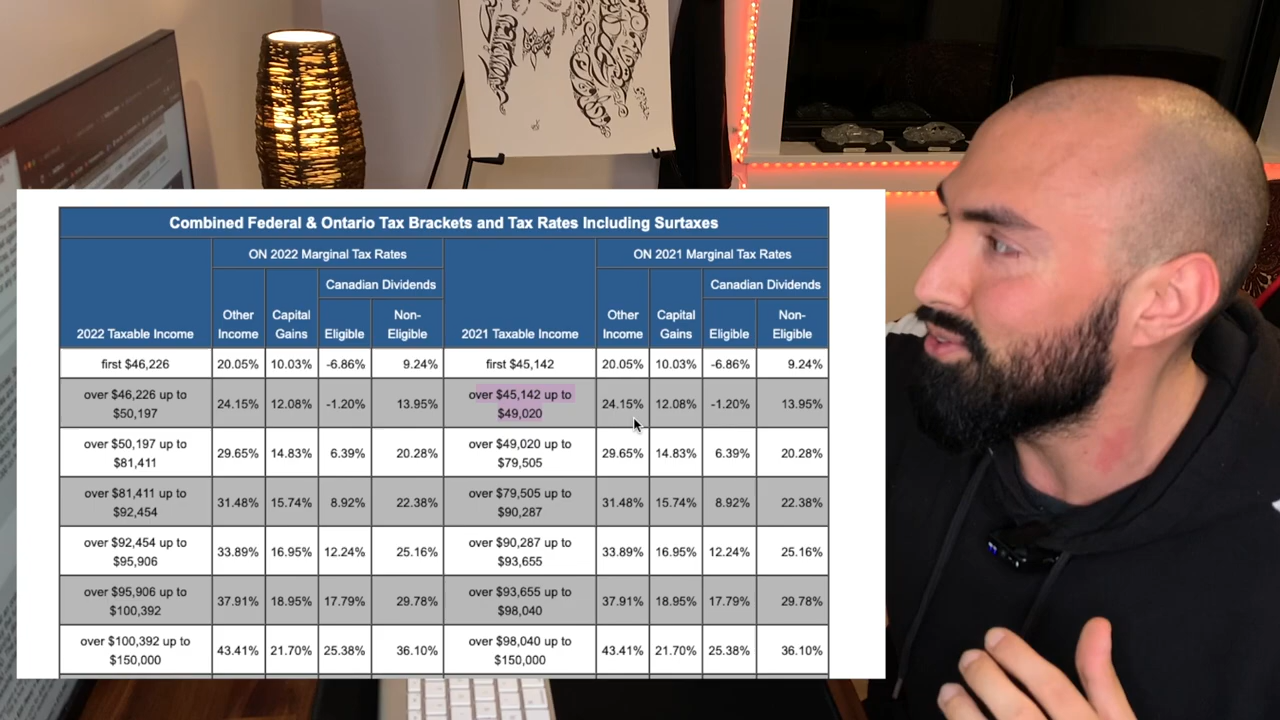 Combined Federal & Ontario Tax Brackets and Tax Rates Including Surtaxes
2022 Taxable Income
ON 2022 Marginal Tax Rates
2021 Taxable Income
ON 2021 Marginal Tax Rates
Other Income
Capital Gains
Canadian Dividends
Other Income
Capital Gains
Canadian Dividends
Eligible
Non-Eligible
Eligible
Non-Eligible
first $46,226 20.05% 10.03% -6.86% 9.24% first $45,142 20.05% 10.03% -6.86% 9.24%
over $46,226 up to $50,197 24.15% 12.08% -1.20% 13.95% over $45,142 up to $49,020 24.15% 12.08% -1.20% 13.95%
over $50,197 up to $81,411 29.65% 14.83% 6.39% 20.28% over $49,020 up to $79,505 29.65% 14.83% 6.39% 20.28%
over $81,411 up to $92,454 31.48% 15.74% 8.92% 22.38% over $79,505 up to $90,287 31.48% 15.74% 8.92% 22.38%
over $92,454 up to $95,906 33.89% 16.95% 12.24% 25.16% over $90,287 up to $93,655 33.89% 16.95% 12.24% 25.16%
over $95,906 up to $100,392 37.91% 18.95% 17.79% 29.78% over $93,655 up to $98,040 37.91% 18.95% 17.79% 29.78%
over $100,392 up to $150,000 43.41% 21.70% 25.38% 36.10% over $98,040 up to $150,000 43.41% 21.70% 25.38% 36.10%